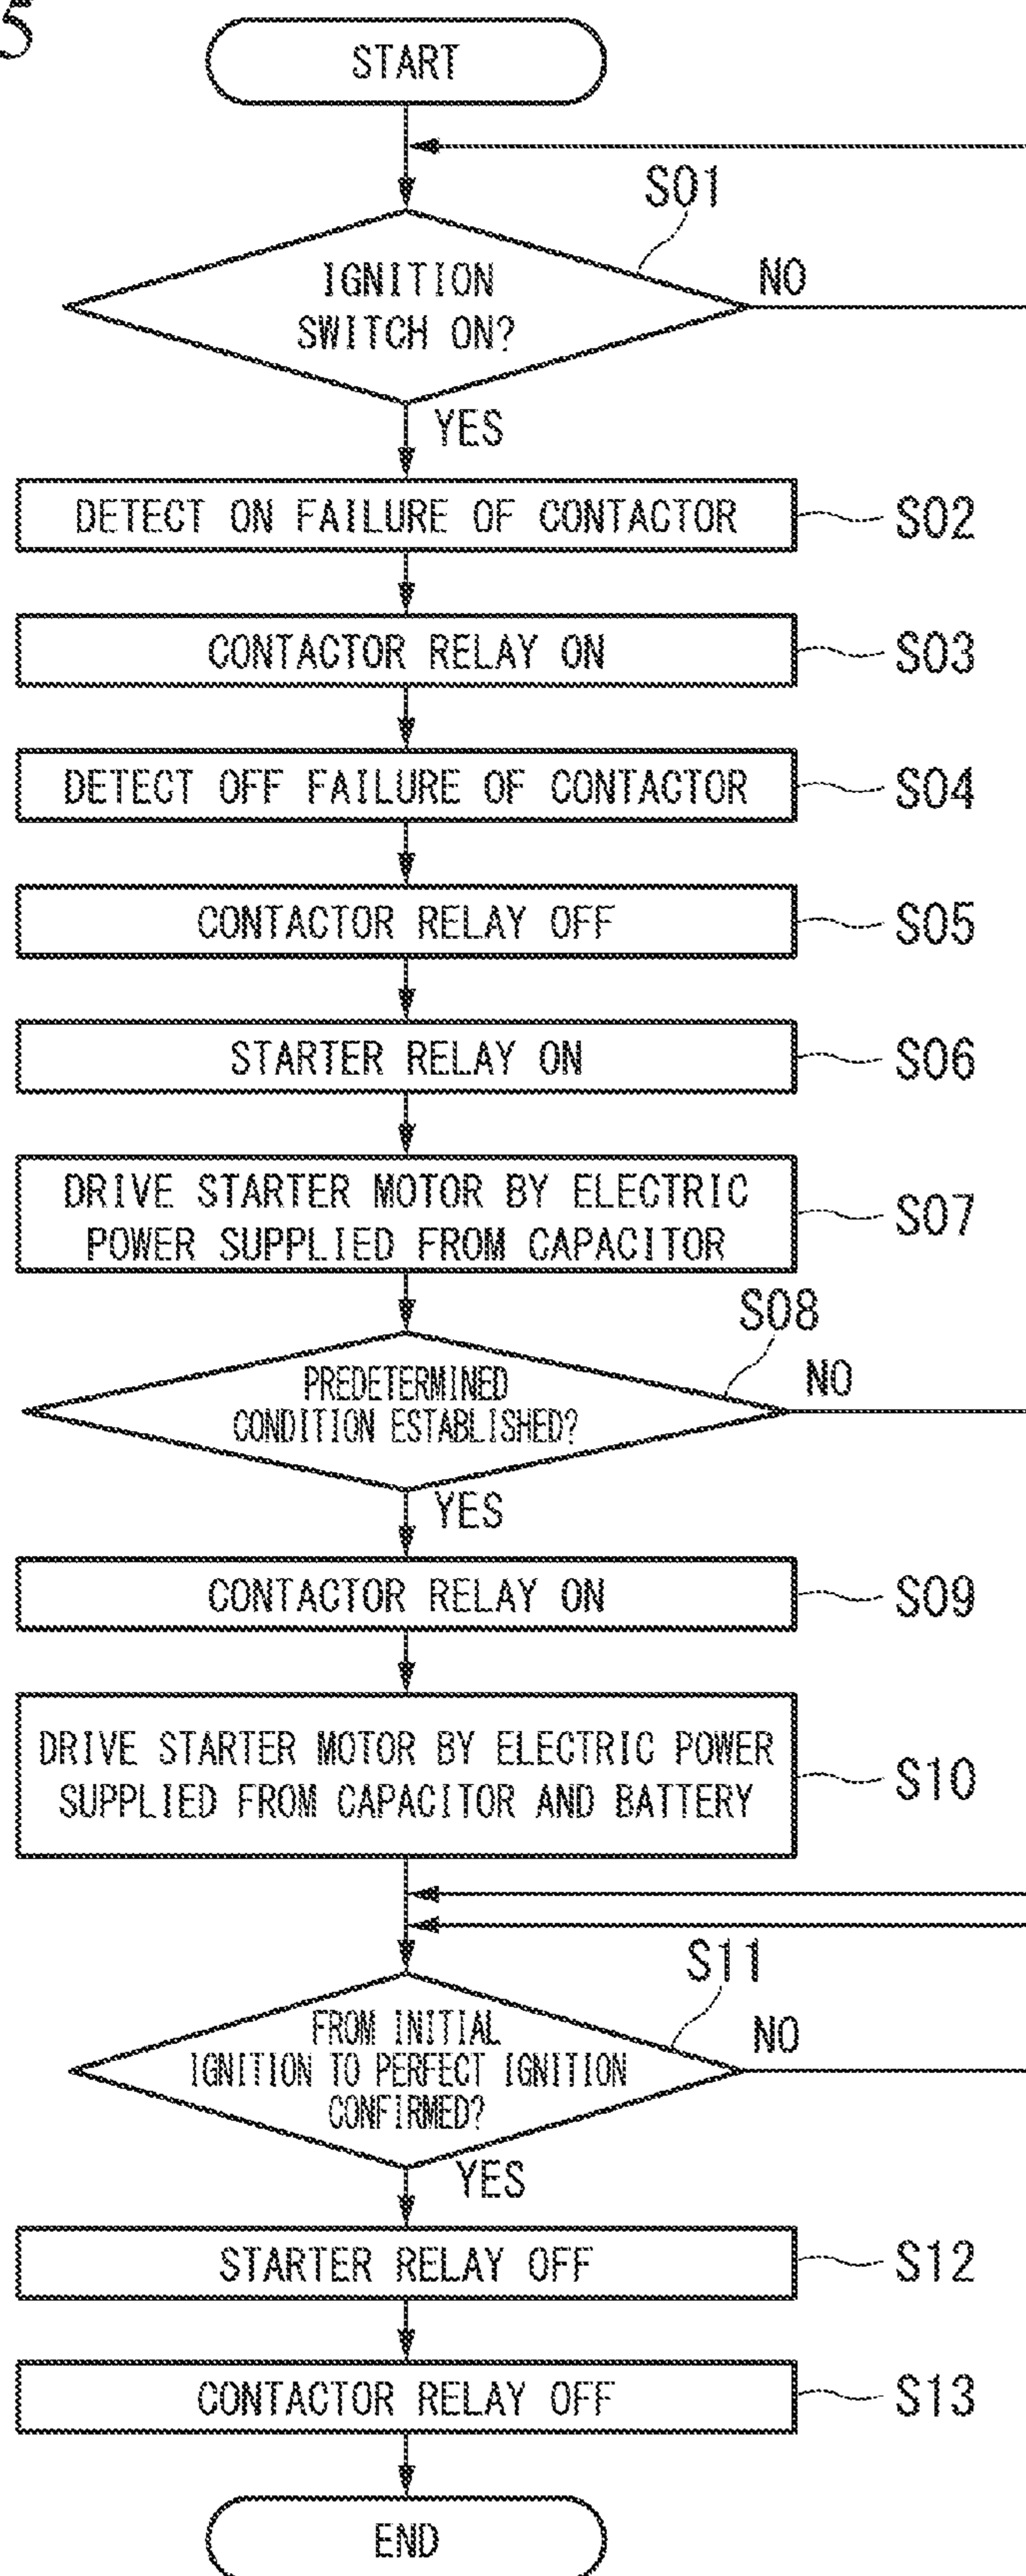 5
START
S01
IGNITION
SWITCH ON?
NO
YES
DETECT ON FAILURE OF CONTACTOR
S02
CONTACTOR RELAY ON
S03
DETECT OFF FAILURE OF CONTACTOR
S04
CONTACTOR RELAY OFF
S05
STARTER RELAY ON
S06
DRIVE STARTER MOTOR BY ELECTRIC
POWER SUPPLIED FROM CAPACITOR
S07
S08
PREDETERMINED
CONDITION ESTABLISHED?
NO
YES
CONTACTOR RELAY ON
S09
DRIVE STARTER MOTOR BY ELECTRIC POWER
SUPPLIED FROM CAPACITOR AND BATTERY
S10
S11
FROM INITIAL
IGNITION TO PERFECT IGNITION
CONFIRMED?
NO
YES
STARTER RELAY OFF
S12
CONTACTOR RELAY OFF
S13
END